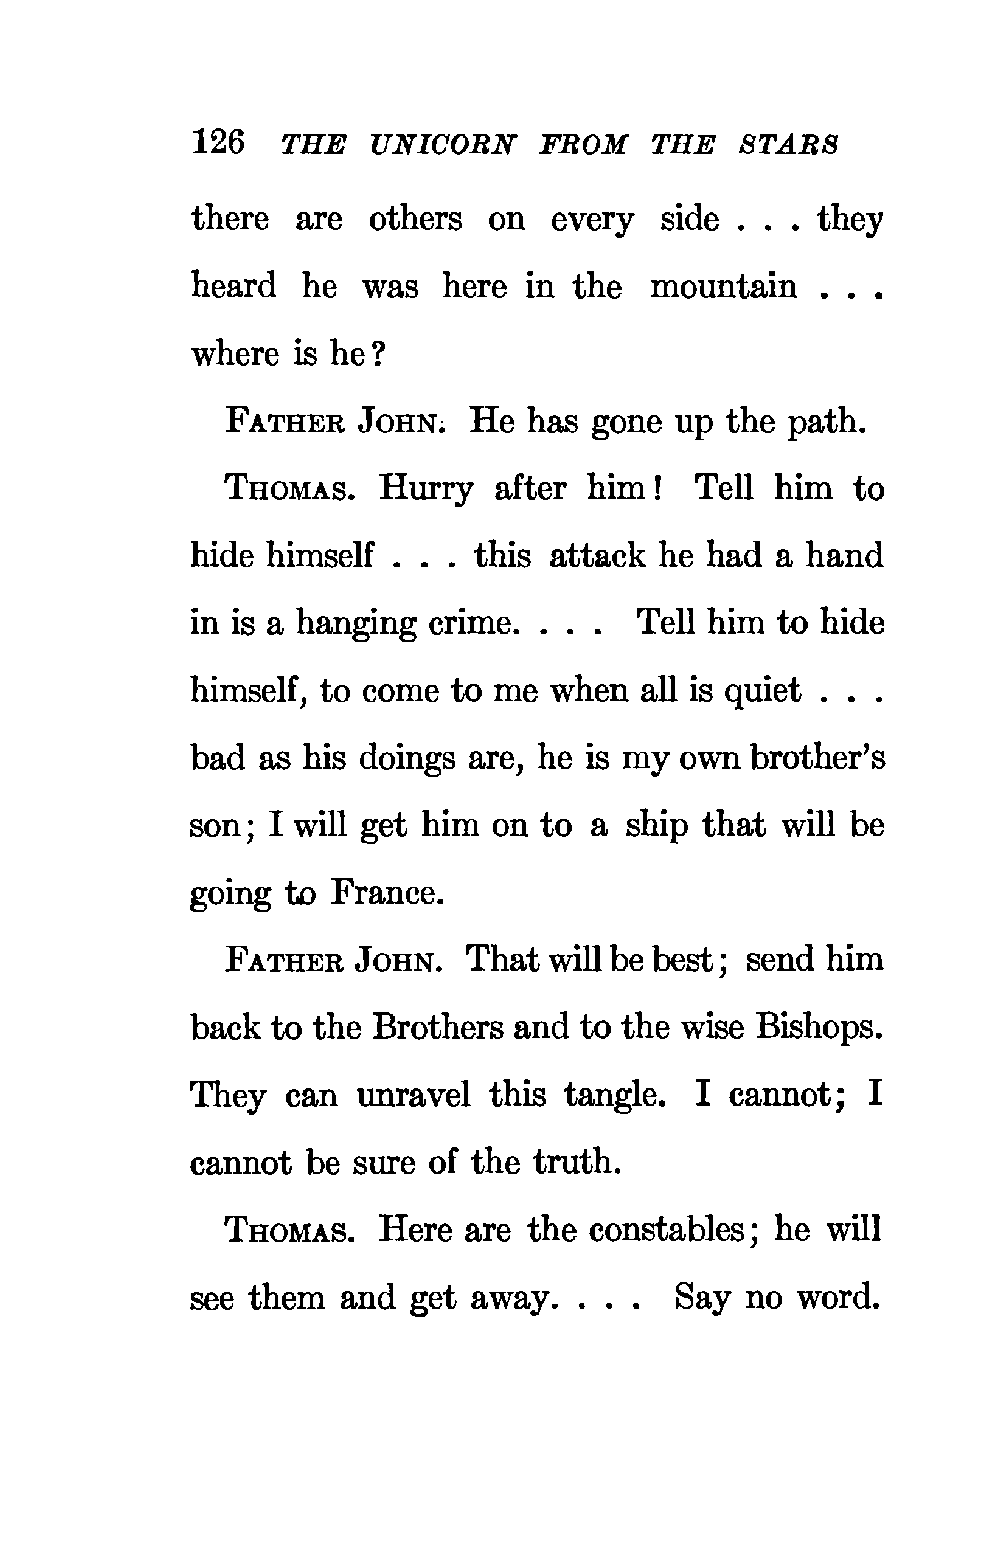 126 THE UNICORN FROM THE STARS
there are others on every side . . . they
heard he was here in the mountain . . .
where is he?
FATHER JOHN. He has gone up the path.
THOMAS. Hurry after him! Tell him to
hide himself . . . this attack he had a hand
in is a hanging crime. . . . Tell him to hide
himself, to come to me when all is quiet . . .
bad as his doings are, he is my own brother's
son; I will get him on to a ship that will be
going to France.
FATHER JOHN. That will be best; send him
back to the Brothers and to the wise Bishops.
They can unravel this tangle. I cannot; I
cannot be sure of the truth.
THOMAS. Here are the constables; he will
see them and get away. . . . Say no word.